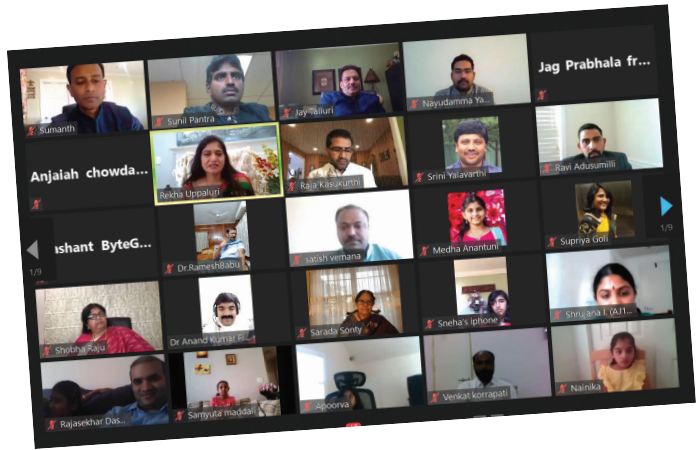 Sumanth
Sunil Pantra
Jay Talluri
Nayudamma Ya...
Jag Prabhala fr...
Anjaiah chowda...
Rekha Uppaluri
Raja Kasukurthi
Srini Yalavarthi
Ravi Adusumilli
ashant ByteG...
Dr.RameshBabu
satish vemana
Medha Anantuni
Supriya Goli
1/9
1/9
Shobha Raju
Dr Anand Kumar Fi...
Sarada Sonty
Sneha's iphone
Shrujana I. (AJ1...
Rajasekhar Das...
Samyuta maddali
Apoorva
Venkat korrapati
Nainika